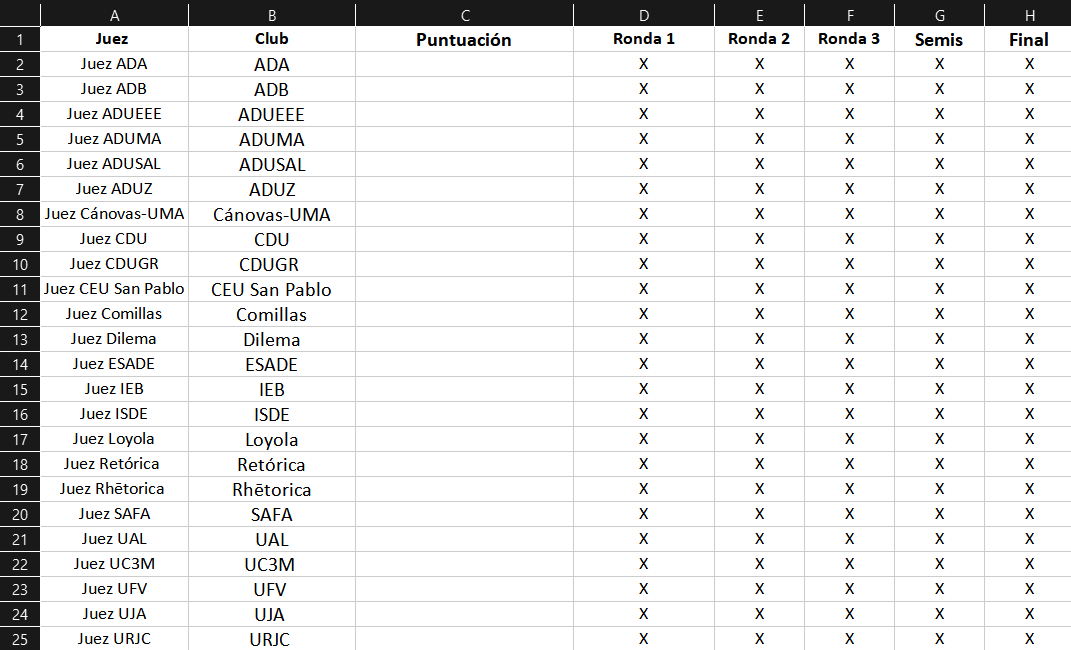 A B C D E F G H
1 Juez Club Puntuación Ronda 1 Ronda 2 Ronda 3 Semis Final
2 Juez ADA ADA X X X X X
3 Juez ADB ADB X X X X X
4 Juez ADUEEE ADUEEE X X X X X
5 Juez ADUMA ADUMA X X X X X
6 Juez ADUSAL ADUSAL X X X X X
7 Juez ADUZ ADUZ X X X X X
8 Juez Cánovas-UMA Cánovas-UMA X X X X X
9 Juez CDU CDU X X X X X
10 Juez CDUGR CDUGR X X X X X
11 Juez CEU San Pablo CEU San Pablo X X X X X
12 Juez Comillas Comillas X X X X X
13 Juez Dilema Dilema X X X X X
14 Juez ESADE ESADE X X X X X
15 Juez IEB IEB X X X X X
16 Juez ISDE ISDE X X X X X
17 Juez Loyola Loyola X X X X X
18 Juez Retórica Retórica X X X X X
19 Juez Rhētorica Rhētorica X X X X X
20 Juez SAFA SAFA X X X X X
21 Juez UAL UAL X X X X X
22 Juez UC3M UC3M X X X X X
23 Juez UFV UFV X X X X X
24 Juez UJA UJA X X X X X
25 Juez URJC URJC X X X X X